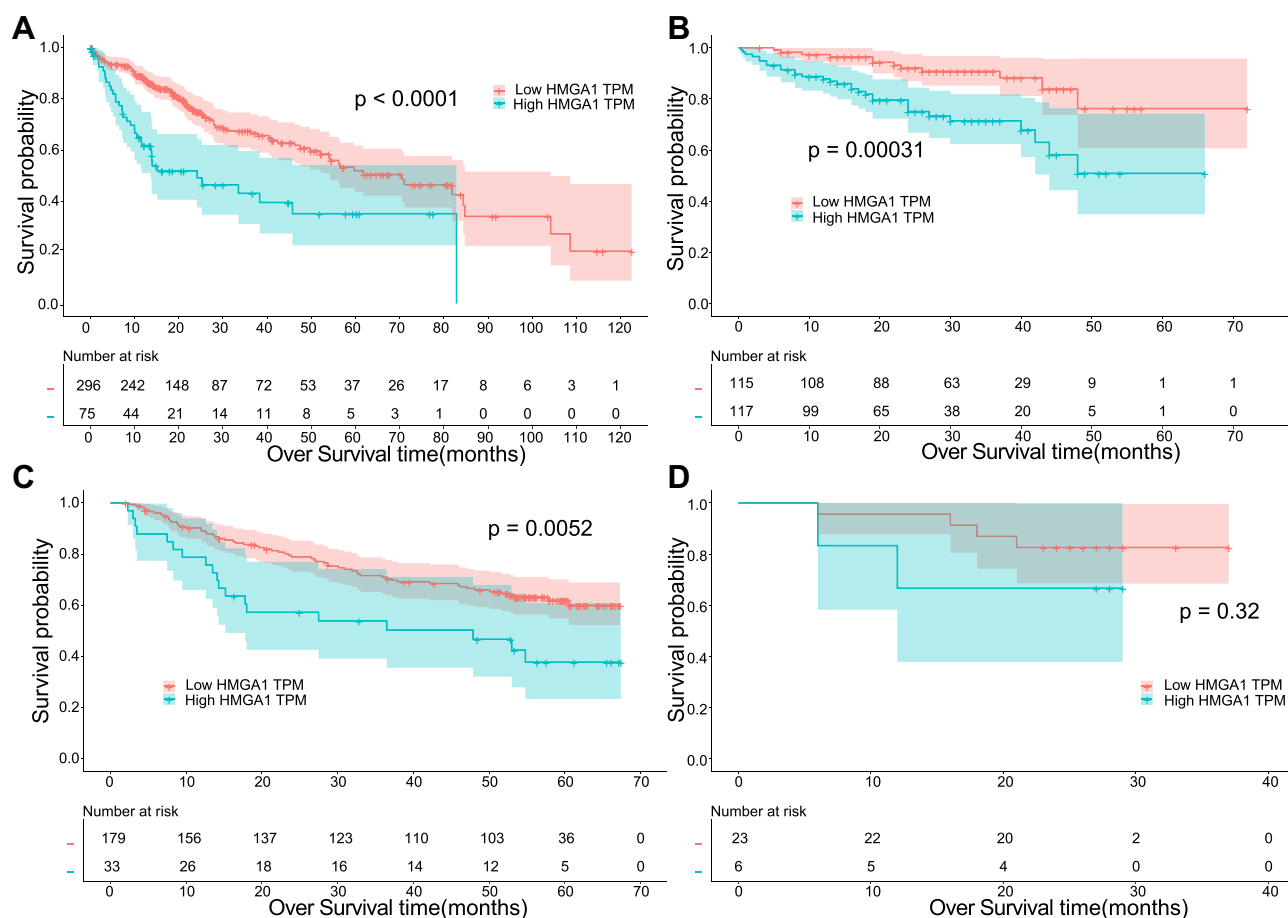 A
Survival probability
1.0
0.8
0.6
0.4
0.2
0.0
p < 0.0001
Low HMGA1 TPM
High HMGA1 TPM
0 10 20 30 40 50 60 70 80 90 100 110 120
Number at risk
296 242 148 87 72 53 37 26 17 8 6 3 1
75 44 21 14 11 8 5 3 1 0 0 0 0
0 10 20 30 40 50 60 70 80 90 100 110 120
Over Survival time(months)
B
Survival probability
1.0
0.8
0.6
0.4
0.2
0.0
p = 0.00031
Low HMGA1 TPM
High HMGA1 TPM
0 10 20 30 40 50 60 70
Number at risk
115 108 88 63 29 9 1 1
117 99 65 38 20 5 1 0
0 10 20 30 40 50 60 70
Over Survival time(months)
C
Survival probability
1.0
0.8
0.6
0.4
0.2
0.0
p = 0.0052
Low HMGA1 TPM
High HMGA1 TPM
0 10 20 30 40 50 60 70
Number at risk
179 156 137 123 110 103 36 0
33 26 18 16 14 12 5 0
0 10 20 30 40 50 60 70
Over Survival time(months)
D
Survival probability
1.0
0.8
0.6
0.4
0.2
0.0
p = 0.32
Low HMGA1 TPM
High HMGA1 TPM
0 10 20 30 40
Number at risk
23 22 20 2 0
6 5 4 0 0
0 10 20 30 40
Over Survival time(months)